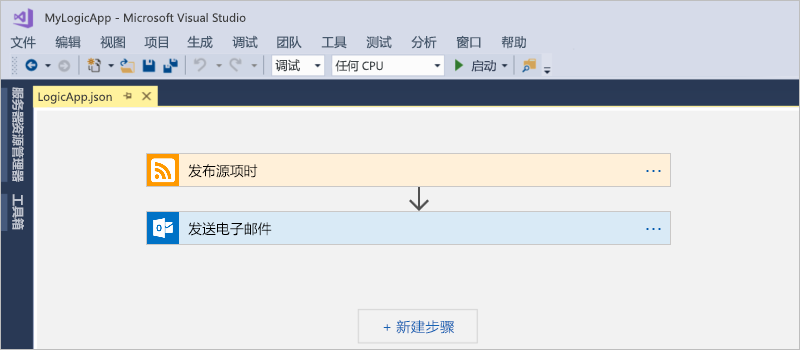 MyLogicApp - Microsoft Visual Studio
文件 编辑 视图 项目 生成 调试 团队 工具 测试 分析 窗口 帮助
调试 任何 CPU 启动
服务器资源管理器
工具箱
LogicApp.json
发布源项时
发送电子邮件
+ 新建步骤